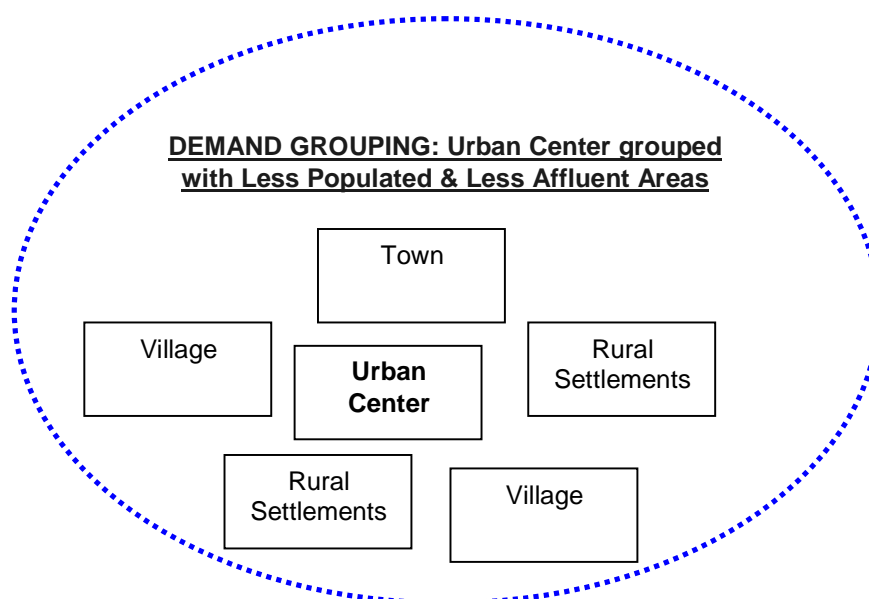 DEMAND GROUPING: Urban Center grouped
with Less Populated & Less Affluent Areas
Town
Village
Urban
Center
Rural
Settlements
Rural
Settlements
Village